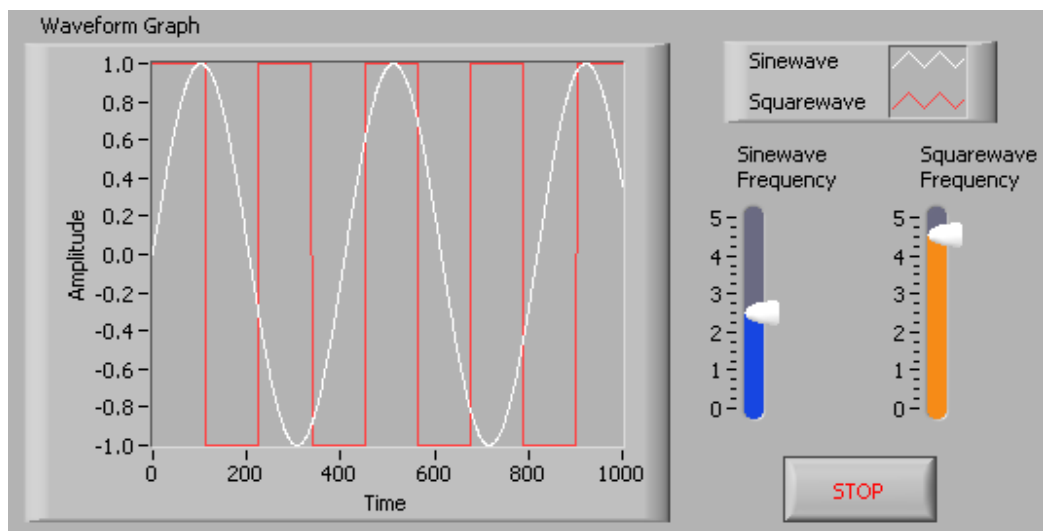 Waveform Graph
1.0
0.8
0.6
0.4
0.2
0.0
-0.2
-0.4
-0.6
-0.8
-1.0
Amplitude
0 200 400 600 800 1000
Time
Sinewave
Squarewave
Sinewave
Frequency
5
4
3
2
1
0
Squarewave
Frequency
5
4
3
2
1
0
STOP